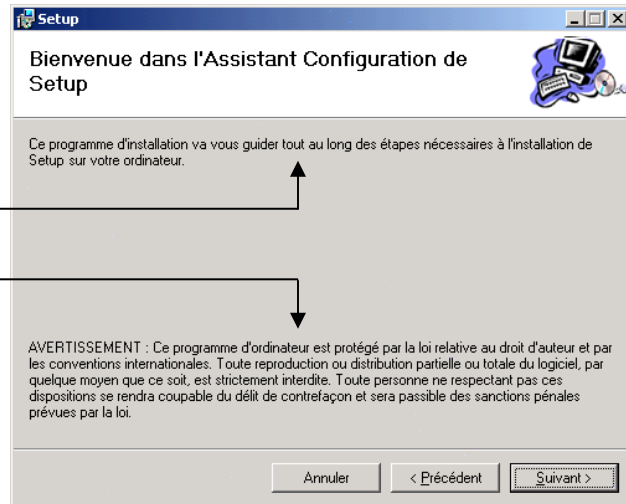 Setup
Bienvenue dans l'Assistant Configuration de
Setup
Ce programme d'installation va vous guider tout au long des étapes nécessaires à l'installation de
Setup sur votre ordinateur.
AVERTISSEMENT : Ce programme d'ordinateur est protégé par la loi relative au droit d'auteur et par
les conventions internationales. Toute reproduction ou distribution partielle ou totale du logiciel, par
quelque moyen que ce soit, est strictement interdite. Toute personne ne respectant pas ces
dispositions se rendra coupable du délit de contrefaçon et sera passible des sanctions pénales
prévues par la loi.
Annuler < Précédent Suivant >